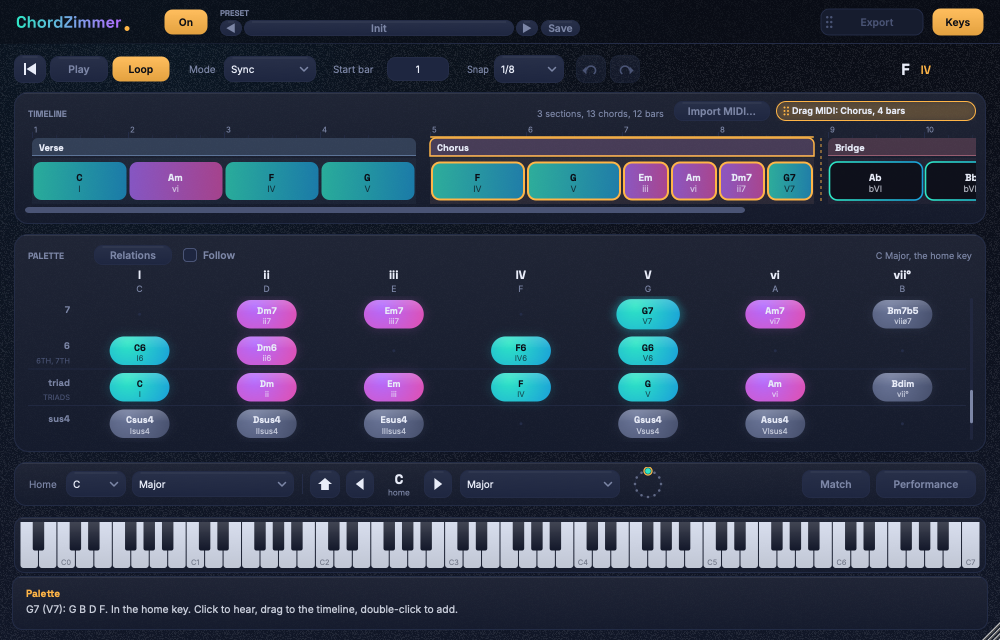 ChordZimmer.
On
PRESET
Init
Save
Export
Keys
Play
Loop
Mode
Sync
Start bar
1
Snap
1/8
F IV
TIMELINE
3 sections, 13 chords, 12 bars
Import MIDI...
Drag MIDI: Chorus, 4 bars
1 2 3 4 5 6 7 8 9 10
Verse Chorus Bridge
C Am F G F G Em Am Dm7 G7 Ab Bb
I vi IV V IV V iii vi ii7 V7 bVI bVI
PALETTE
Relations
Follow
C Major, the home key
I ii iii IV V vi vii°
C D E F G A B
7 Dm7 Em7 G7 Am7 Bm7b5
ii7 iii7 V7 vi7 viiø7
6 C6 Dm6 F6 G6
6TH, 7TH I6 ii6 IV6 V6
triad C Dm Em F G Am Bdim
TRIADS I ii iii IV V vi vii°
sus4 Csus4 Dsus4 Esus4 Gsus4 Asus4
Isus4 IIsus4 IIIsus4 Vsus4 VIsus4
Home
C
Major
C
home
Major
Match
Performance
C0 C1 C2 C3 C4 C5 C6 C7
Palette
G7 (V7): G B D F. In the home key. Click to hear, drag to the timeline, double-click to add.